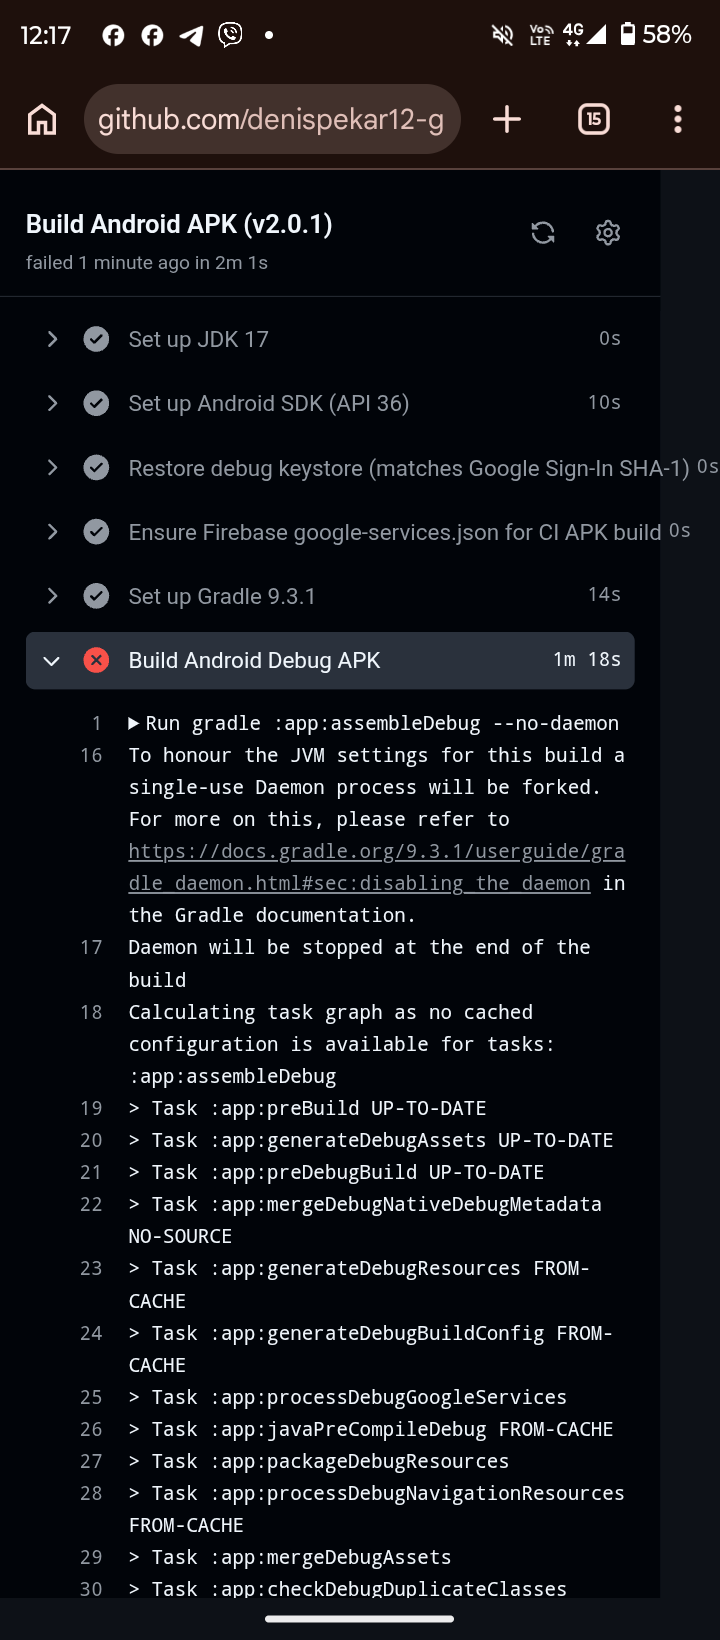 12:17
Vo)) LTE 4G 58%
github.com/denispekar12-g
15
Build Android APK (v2.0.1)
failed 1 minute ago in 2m 1s
Set up JDK 17 0s
Set up Android SDK (API 36) 10s
Restore debug keystore (matches Google Sign-In SHA-1) 0s
Ensure Firebase google-services.json for CI APK build 0s
Set up Gradle 9.3.1 14s
Build Android Debug APK 1m 18s
1 Run gradle :app:assembleDebug --no-daemon
16 To honour the JVM settings for this build a
single-use Daemon process will be forked.
For more on this, please refer to
https://docs.gradle.org/9.3.1/userguide/gra
dle_daemon.html#sec:disabling_the_daemon in
the Gradle documentation.
17 Daemon will be stopped at the end of the
build
18 Calculating task graph as no cached
configuration is available for tasks:
:app:assembleDebug
19 > Task :app:preBuild UP-TO-DATE
20 > Task :app:generateDebugAssets UP-TO-DATE
21 > Task :app:preDebugBuild UP-TO-DATE
22 > Task :app:mergeDebugNativeDebugMetadata
NO-SOURCE
23 > Task :app:generateDebugResources FROM-
CACHE
24 > Task :app:generateDebugBuildConfig FROM-
CACHE
25 > Task :app:processDebugGoogleServices
26 > Task :app:javaPreCompileDebug FROM-CACHE
27 > Task :app:packageDebugResources
28 > Task :app:processDebugNavigationResources
FROM-CACHE
29 > Task :app:mergeDebugAssets
30 > Task :app:checkDebugDuplicateClasses